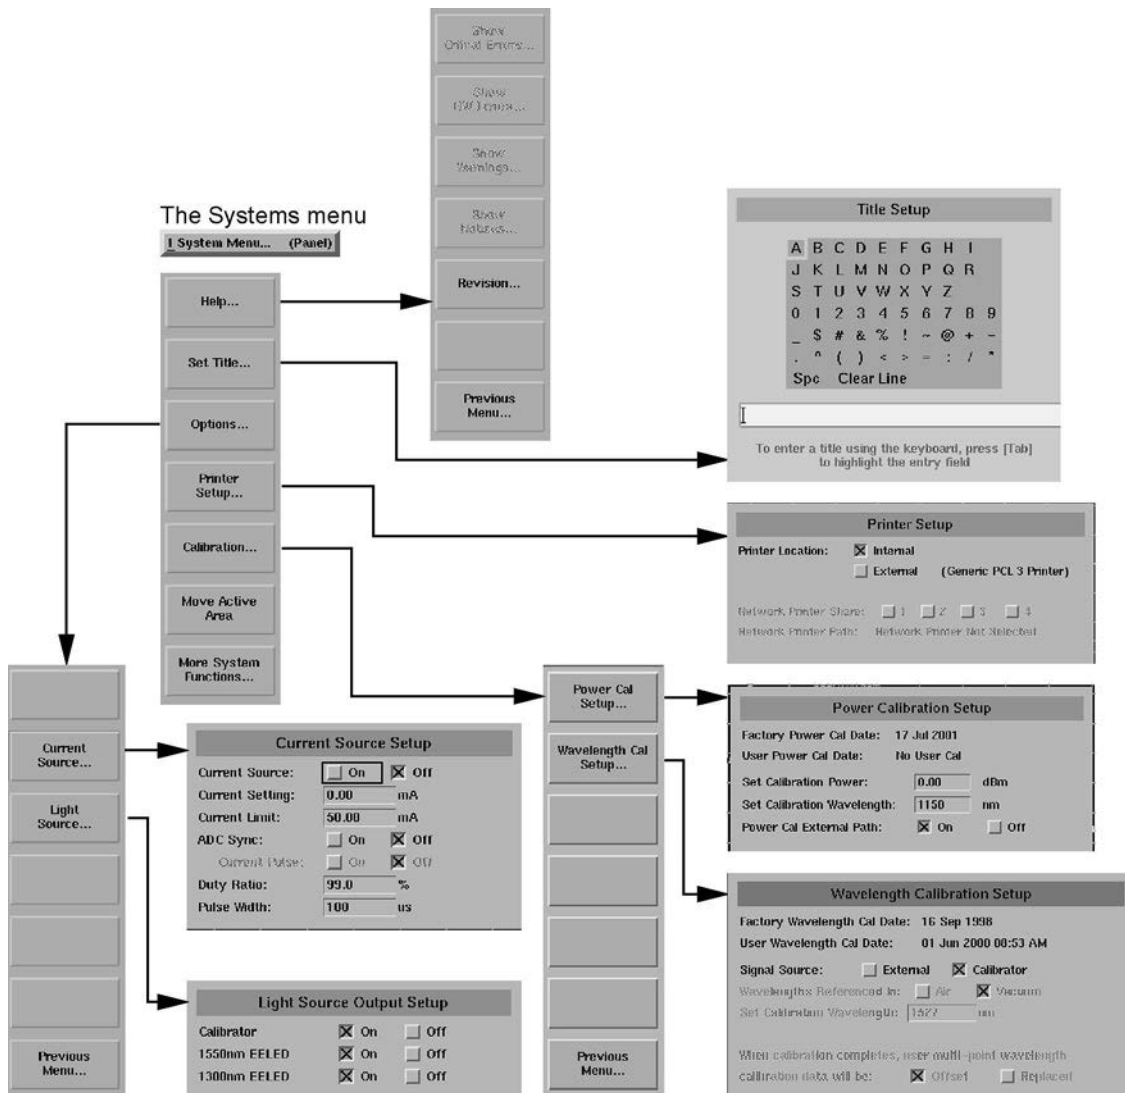 Show
Critical Errors...
Show
HW Errors...
Show
Warnings...
Show
Notices...
Revision...
Previous
Menu...
The Systems menu
I System Menu... (Panel)
Help...
Set Title...
Options...
Printer
Setup...
Calibration...
Move Active
Area
More System
Functions...
Title Setup
A B C D E F G H I
J K L M N O P Q R
S T U V W X Y Z
0 1 2 3 4 5 6 7 8 9
_ $ # & % ! ~ @ + -
. ^ ( ) < > = : / *
Spc Clear Line
To enter a title using the keyboard, press [Tab]
to highlight the entry field
Printer Setup
Printer Location: Internal
External (Generic PCL 3 Printer)
Network Printer Share: 1 2 3 4
Network Printer Path: Network Printer Not Selected
Current
Source...
Light
Source...
Previous
Menu...
Current Source Setup
Current Source: On Off
Current Setting: 0.00 mA
Current Limit: 50.00 mA
ADC Sync: On Off
Current Pulse: On Off
Duty Ratio: 99.0 %
Pulse Width: 100 us
Light Source Output Setup
Calibrator On Off
1550nm EELED On Off
1300nm EELED On Off
Power Cal
Setup...
Wavelength Cal
Setup...
Previous
Menu...
Power Calibration Setup
Factory Power Cal Date: 17 Jul 2001
User Power Cal Date: No User Cal
Set Calibration Power: 0.00 dBm
Set Calibration Wavelength: 1150 nm
Power Cal External Path: On Off
Wavelength Calibration Setup
Factory Wavelength Cal Date: 16 Sep 1998
User Wavelength Cal Date: 01 Jun 2000 08:53 AM
Signal Source: External Calibrator
Wavelengths Referenced In: Air Vacuum
Set Calibration Wavelength: 1527 nm
When calibration completes, user multi-point wavelength
calibration data will be: Offset Replaced